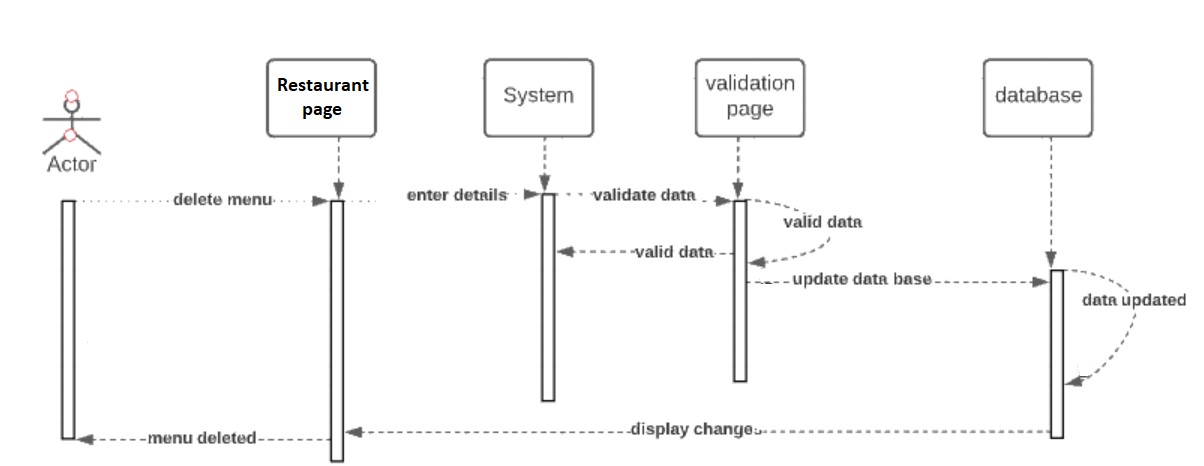 Restaurant
page
System
validation
page
database
Actor
delete menu
enter details
validate data
valid data
valid data
update data base
data updated
display change
menu deleted